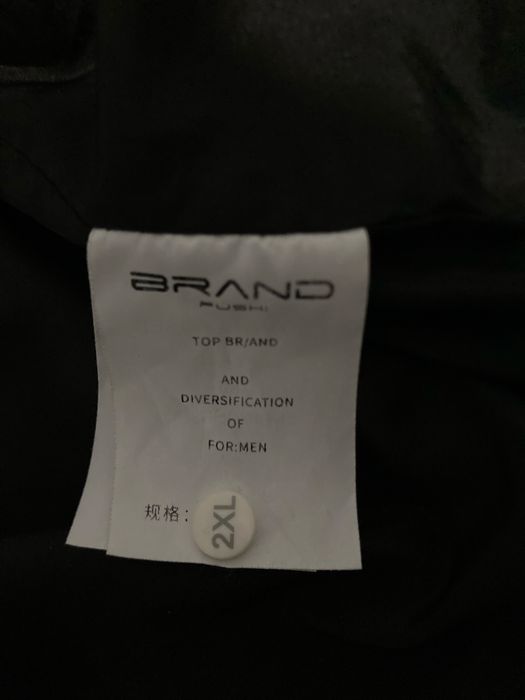 BRAND
FUSHI
TOP BR/AND
AND
DIVERSIFICATION
OF
FOR:MEN
规格: 2XL